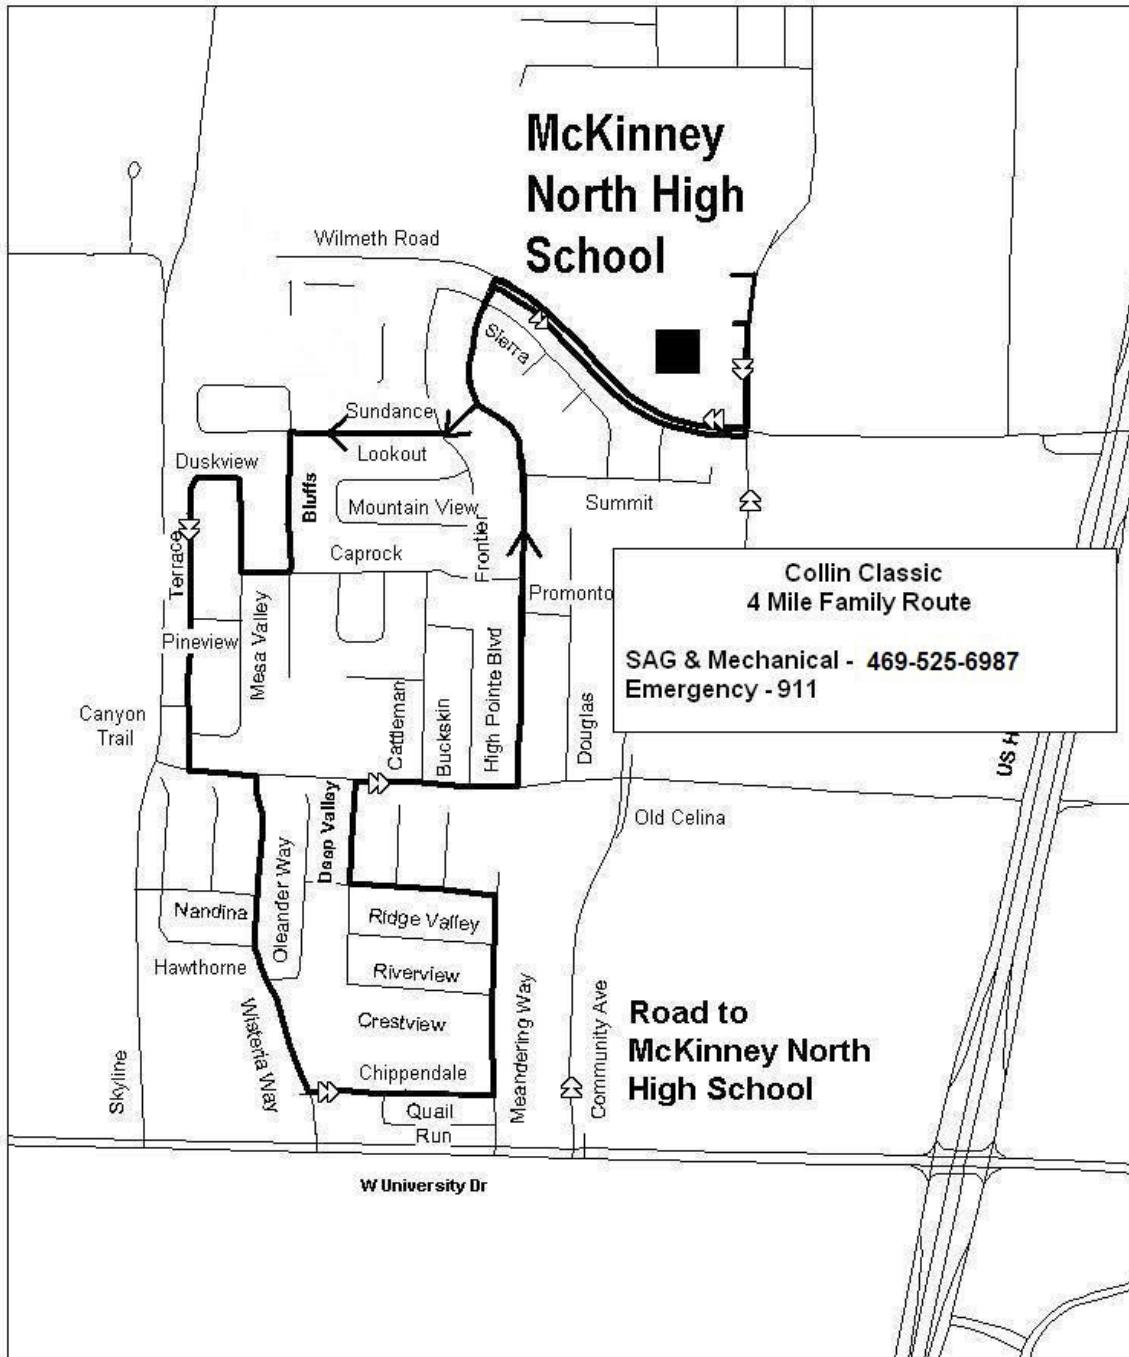 McKinney
North High
School
Wilmeth Road
Sierra
Sundance
Lookout
Duskview
Bluffs
Mountain View
Summit
Frontier
Terrace
Caprock
Promonto
Collin Classic
4 Mile Family Route
SAG & Mechanical - 469-525-6987
Emergency - 911
Pineview
Mesa Valley
Canyon
Trail
Cattleman
Buckskin
High Pointe Blvd
Douglas
US H
Deep Valley
Old Celina
Oleander Way
Nandina
Ridge Valley
Hawthorne
Riverview
Wisteria Way
Crestview
Meandering Way
Community Ave
Road to
McKinney North
High School
Skyline
Chippendale
Quail
Run
W University Dr